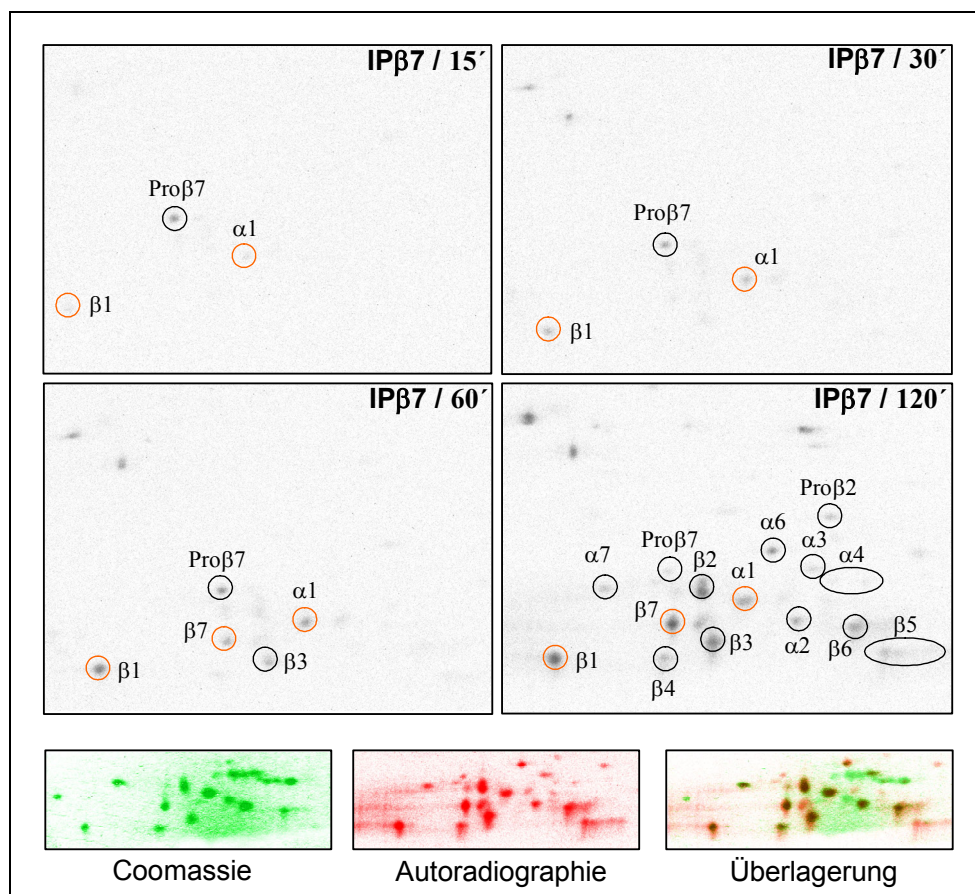 IPβ7 / 15´
Proβ7
α1
β1
IPβ7 / 30´
Proβ7
α1
β1
IPβ7 / 60´
Proβ7
α1
β7
β3
β1
IPβ7 / 120´
Proβ2
α6
α3
α4
α7
Proβ7
β2
α1
β7
β5
β3
α2
β6
β1
β4
Coomassie
Autoradiographie
Überlagerung